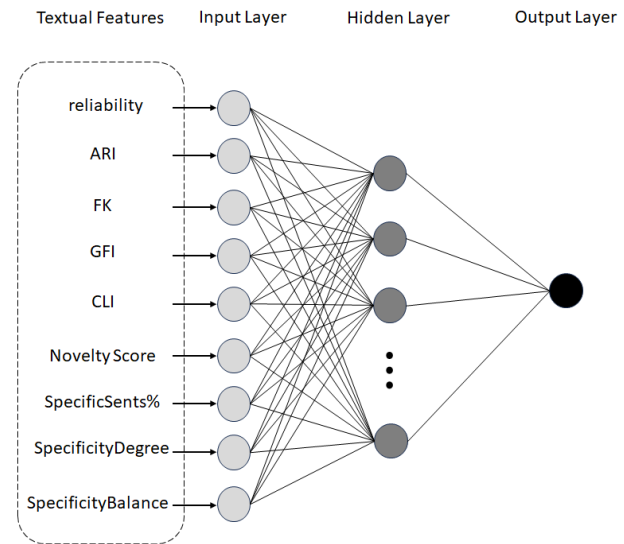 Textual Features
Input Layer
Hidden Layer
Output Layer
reliability
ARI
FK
GFI
CLI
Novelty Score
SpecificSents%
SpecificityDegree
SpecificityBalance